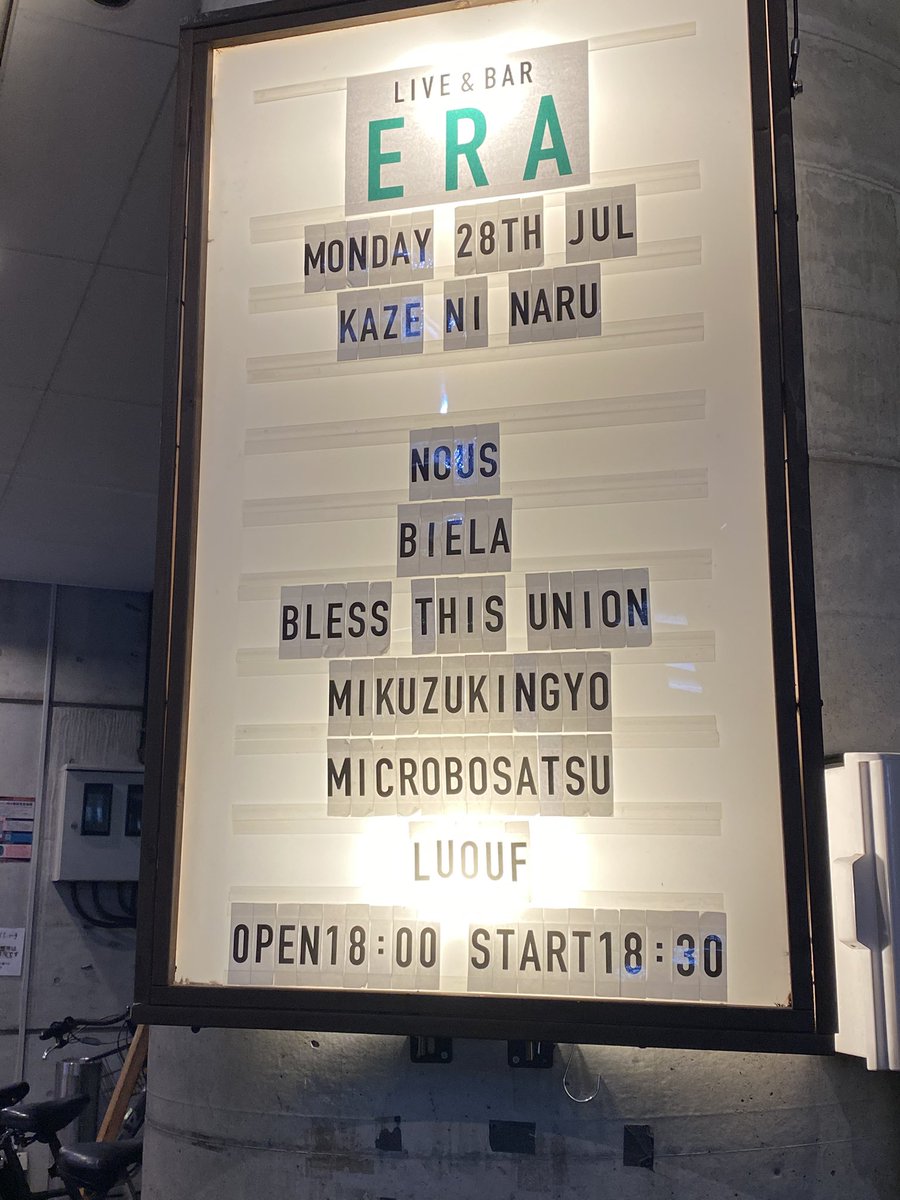 LIVE & BAR
ERA
MONDAY 28TH JUL
KAZE NI NARU
NOUS
BIELA
BLESS THIS UNION
MIKUZUKINGYO
MICROBOSATSU
LUOUF
OPEN18:00 START18:30